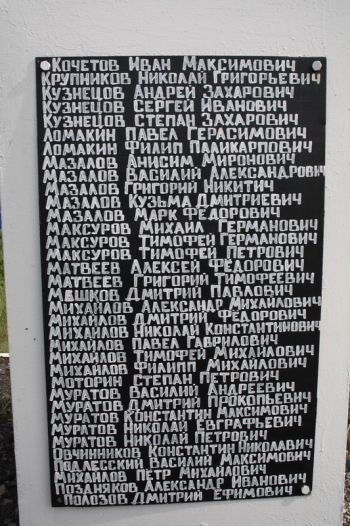 Кочетов Иван Максимович
Крупников Николай Григорьевич
Кузнецов Андрей Захарович
Кузнецов Сергей Иванович
Кузнецов Степан Захарович
Ломакин Павел Герасимович
Ломакин Филип Паликарпович
Мазалов Анисим Миронович
Мазалов Василий Александрович
Мазалов Григорий Никитич
Мазалов Кузьма Дмитриевич
Мазалов Марк Фёдорович
Максуров Михаил Германович
Максуров Тимофей Германович
Максуров Тимофей Петрович
Матвеев Алексей Фёдорович
Матвеев Григорий Тимофеевич
Мешков Дмитрий Павлович
Михайлов Александр Михайлович
Михайлов Дмитрий Фёдорович
Михайлов Николай Константинович
Михайлов Павел Гаврилович
Михайлов Тимофей Михайлович
Михайлов Филипп Михайлович
Моторин Степан Петрович
Муратов Василий Андреевич
Муратов Дмитрий Прокопьевич
Муратов Константин Максимович
Муратов Николай Евграфьевич
Муратов Николай Петрович
Овчинников Константин Николавич
Подлесский Василий Максимович
Михайлов Пётр Михайлович
Поздняков Александр Иванович
Полозов Дмитрий Ефимович